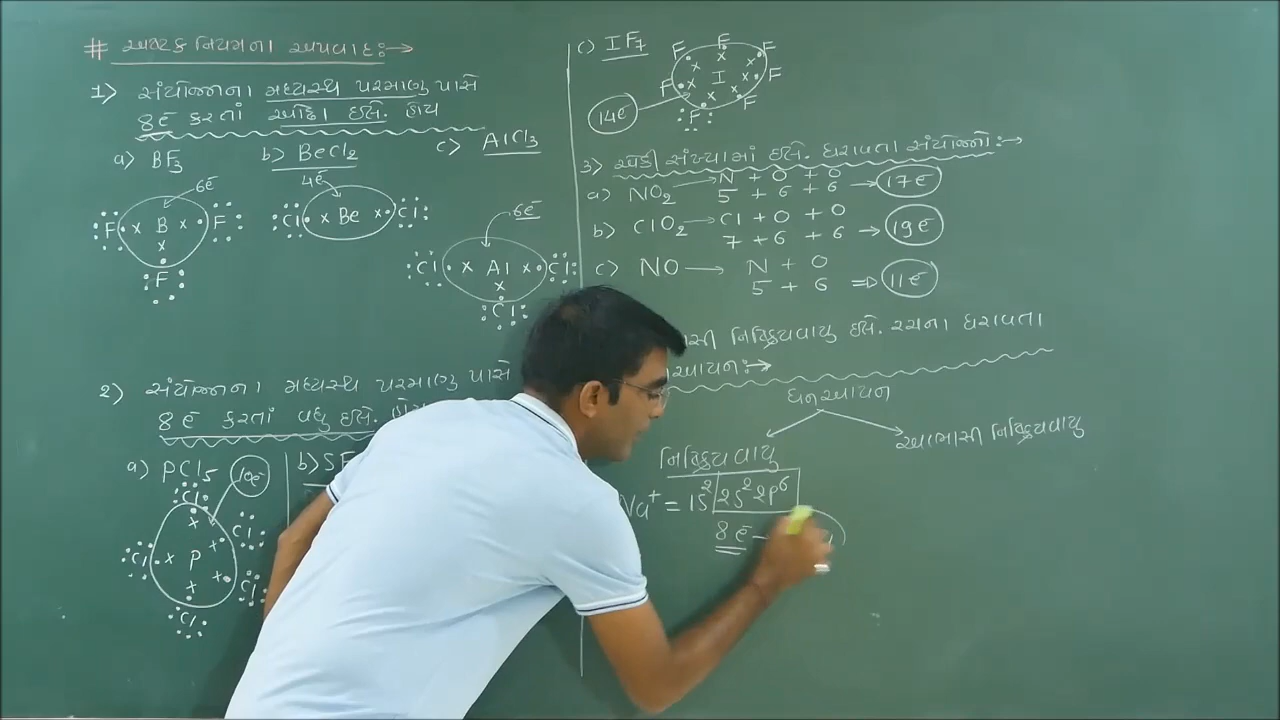 # અષ્ટક નિયમના અપવાદ:→
1) સંયોજનના મધ્યસ્થ પરમાણુ પાસે
8e⁻ કરતાં ઓછા ઇલે. હોય
a) BF₃
6e⁻
F B F
F
b) BeCl₂
4e⁻
Cl Be Cl
c) AlCl₃
6e⁻
Cl Al Cl
Cl
2) સંયોજનના મધ્યસ્થ પરમાણુ પાસે
8e⁻ કરતાં વધુ ઇલે.
a) PCl₅
10e⁻
Cl
Cl P Cl
Cl
Cl
b) SF
c) IF₇
F F F
F I F
F F
14e⁻
3) એકી સંખ્યામાં ઇલે. ધરાવતા સંયોજનો:→
a) NO₂ → N + O + O
5 + 6 + 6 → 17e⁻
b) ClO₂ → Cl + O + O
7 + 6 + 6 → 19e⁻
c) NO → N + O
5 + 6 ⇒ 11e⁻
નિષ્ક્રિયવાયુ ઇલે. રચના ધરાવતા
આયન:→
ધનઆયન
નિષ્ક્રિયવાયુ
આભાસી નિષ્ક્રિયવાયુ
Na⁺ = 1s² 2s² 2p⁶
8e⁻